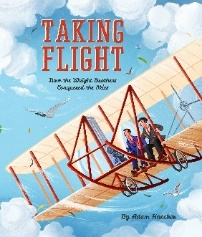 TAKING
FLIGHT
How the Wright Brothers
Conquered the Skies
By Adam Hancher